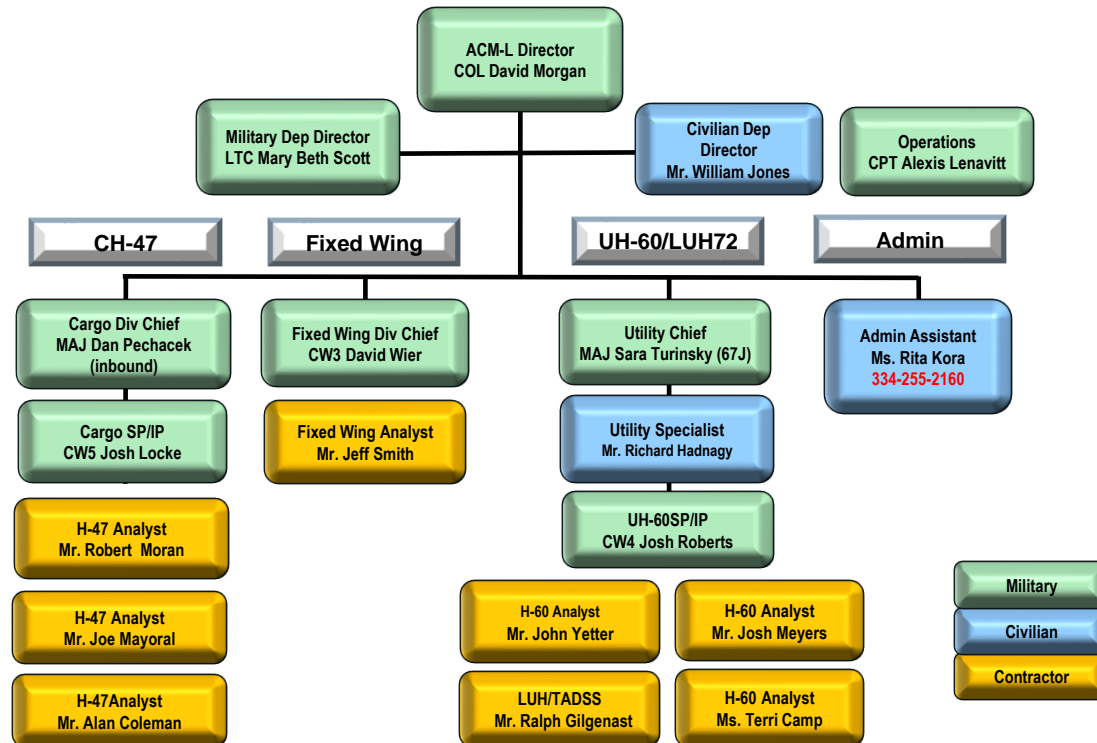 ACM-L Director
COL David Morgan
Military Dep Director
LTC Mary Beth Scott
Civilian Dep
Director
Mr. William Jones
Operations
CPT Alexis Lenavitt
CH-47
Fixed Wing
UH-60/LUH72
Admin
Cargo Div Chief
MAJ Dan Pechacek
(inbound)
Fixed Wing Div Chief
CW3 David Wier
Utility Chief
MAJ Sara Turinsky (67J)
Admin Assistant
Ms. Rita Kora
334-255-2160
Cargo SP/IP
CW5 Josh Locke
Fixed Wing Analyst
Mr. Jeff Smith
Utility Specialist
Mr. Richard Hadnagy
UH-60SP/IP
CW4 Josh Roberts
H-47 Analyst
Mr. Robert Moran
H-47 Analyst
Mr. Joe Mayoral
H-47Analyst
Mr. Alan Coleman
H-60 Analyst
Mr. John Yetter
H-60 Analyst
Mr. Josh Meyers
LUH/TADSS
Mr. Ralph Gilgenast
H-60 Analyst
Ms. Terri Camp
Military
Civilian
Contractor